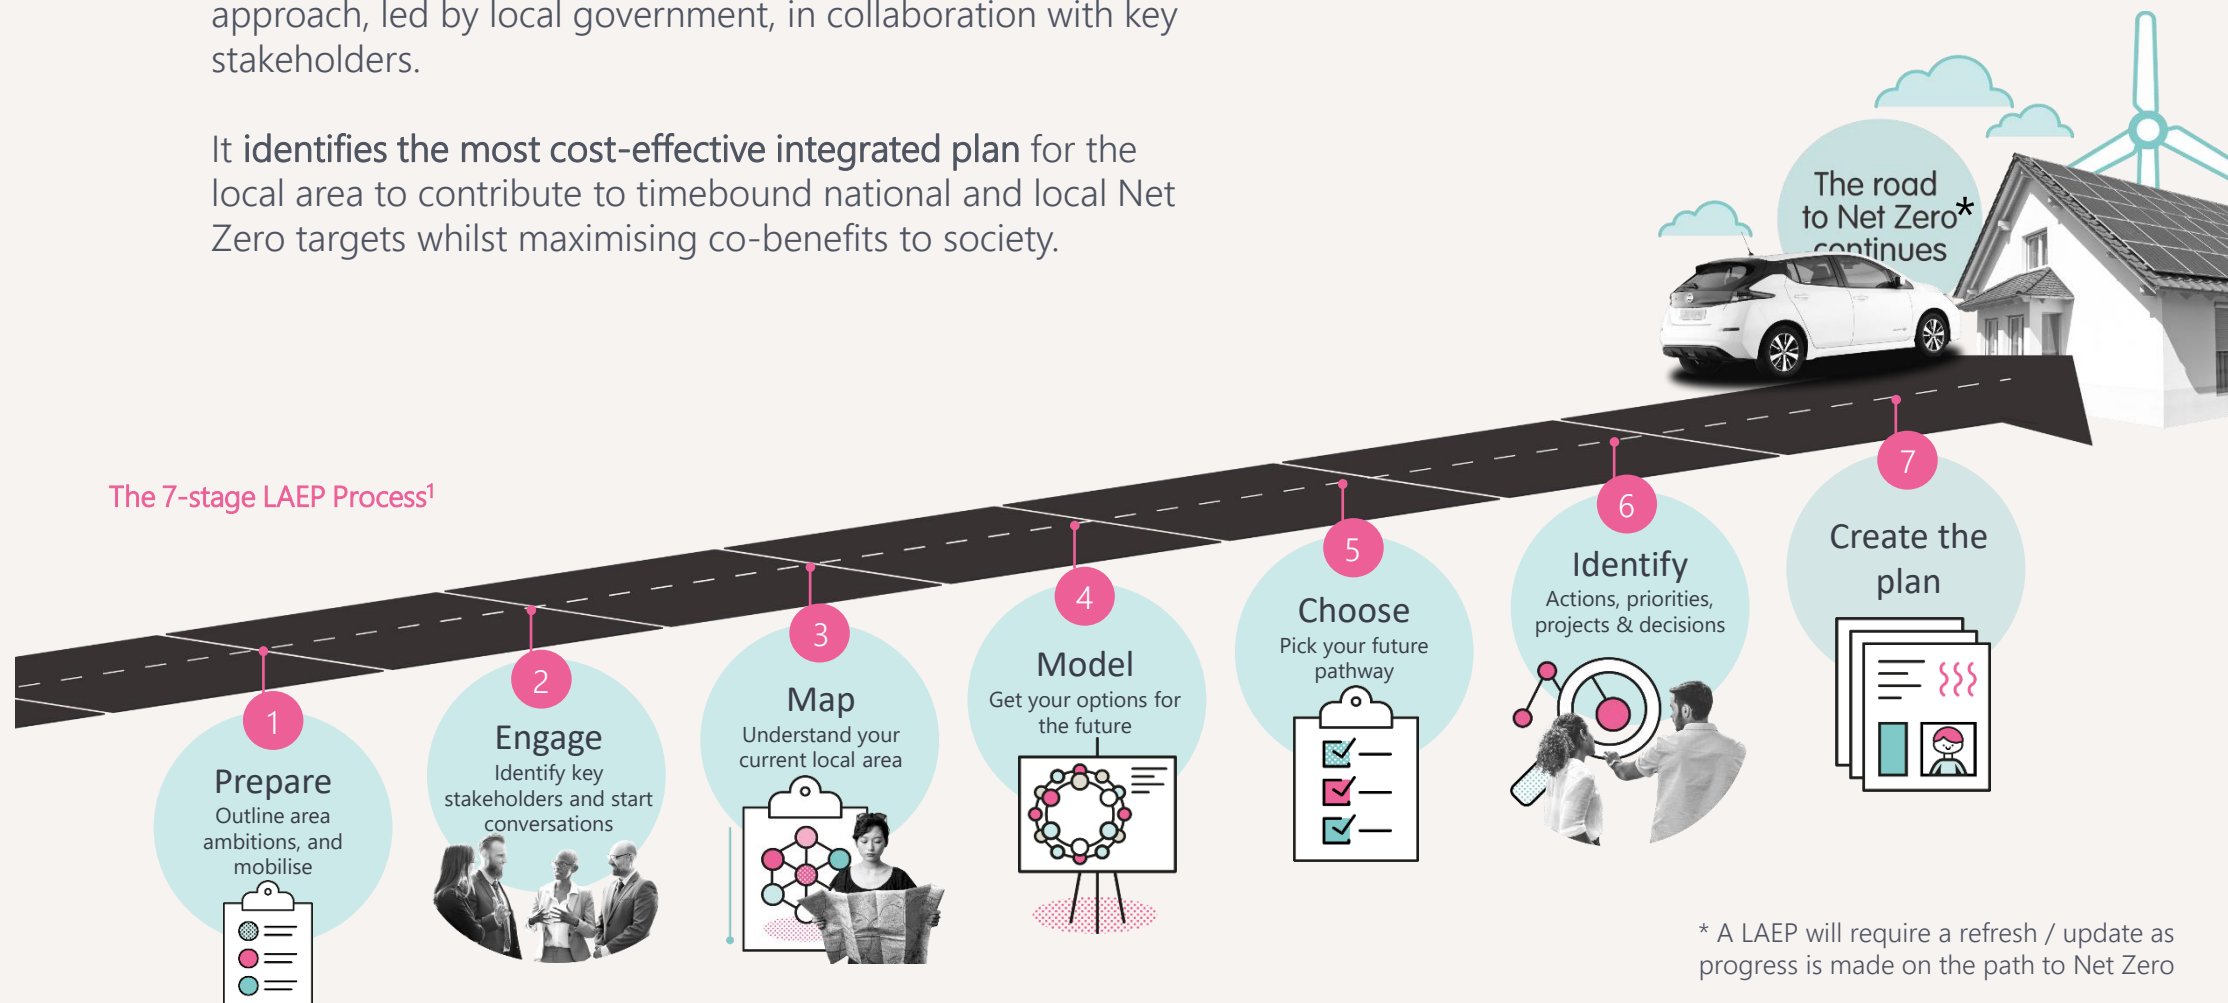 approach, led by local government, in collaboration with key
stakeholders.
It identifies the most cost-effective integrated plan for the
local area to contribute to timebound national and local Net
Zero targets whilst maximising co-benefits to society.
The road
to Net Zero*
continues
The 7-stage LAEP Process¹
1
Prepare
Outline area
ambitions, and
mobilise
2
Engage
Identify key
stakeholders and start
conversations
3
Map
Understand your
current local area
4
Model
Get your options for
the future
5
Choose
Pick your future
pathway
6
Identify
Actions, priorities,
projects & decisions
7
Create the
plan
* A LAEP will require a refresh / update as
progress is made on the path to Net Zero